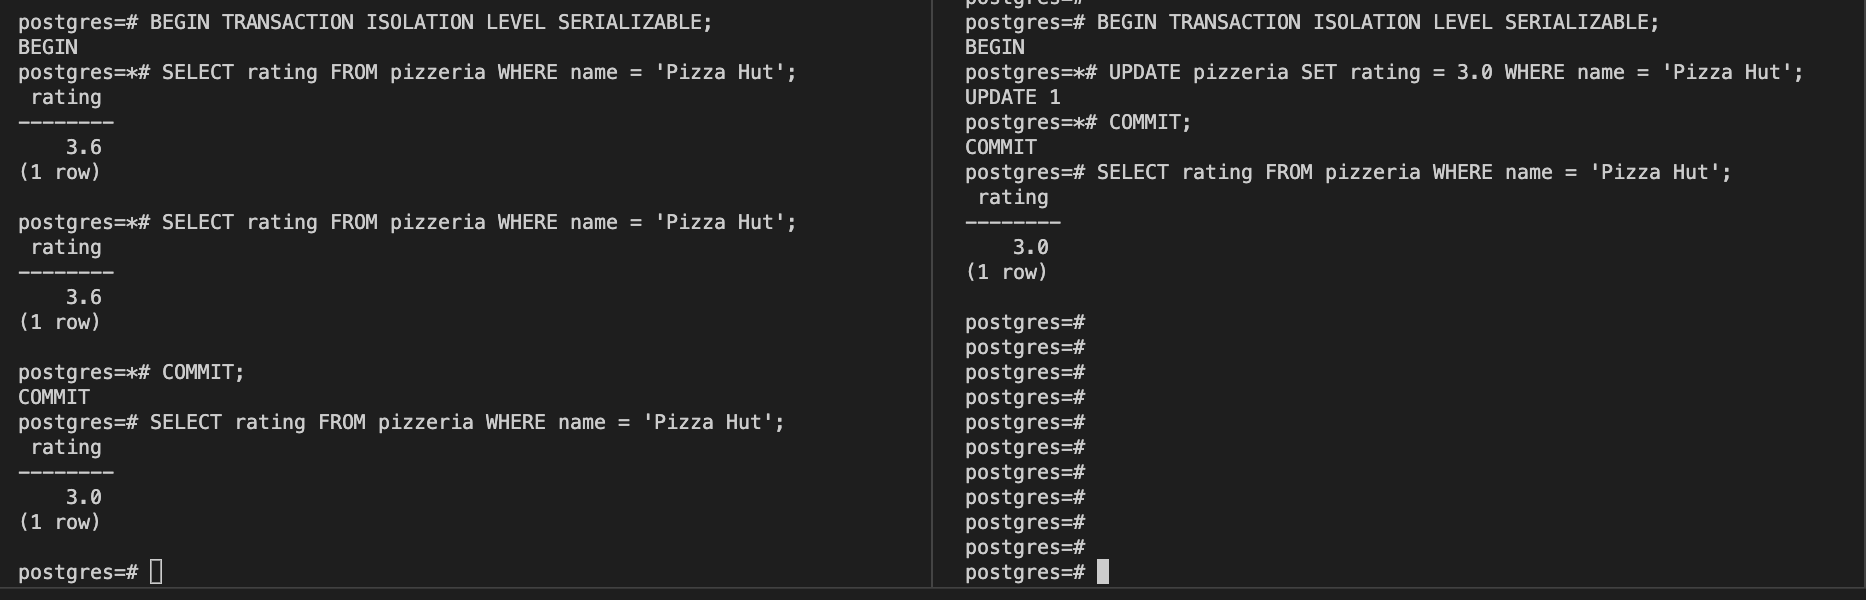 postgres=# BEGIN TRANSACTION ISOLATION LEVEL SERIALIZABLE;
BEGIN
postgres=*# SELECT rating FROM pizzeria WHERE name = 'Pizza Hut';
 rating
--------
    3.6
(1 row)

postgres=*# SELECT rating FROM pizzeria WHERE name = 'Pizza Hut';
 rating
--------
    3.6
(1 row)

postgres=*# COMMIT;
COMMIT
postgres=# SELECT rating FROM pizzeria WHERE name = 'Pizza Hut';
 rating
--------
    3.0
(1 row)

postgres=#
postgres=#
postgres=# BEGIN TRANSACTION ISOLATION LEVEL SERIALIZABLE;
BEGIN
postgres=*# UPDATE pizzeria SET rating = 3.0 WHERE name = 'Pizza Hut';
UPDATE 1
postgres=*# COMMIT;
COMMIT
postgres=# SELECT rating FROM pizzeria WHERE name = 'Pizza Hut';
 rating
--------
    3.0
(1 row)

postgres=#
postgres=#
postgres=#
postgres=#
postgres=#
postgres=#
postgres=#
postgres=#
postgres=#
postgres=#
postgres=#